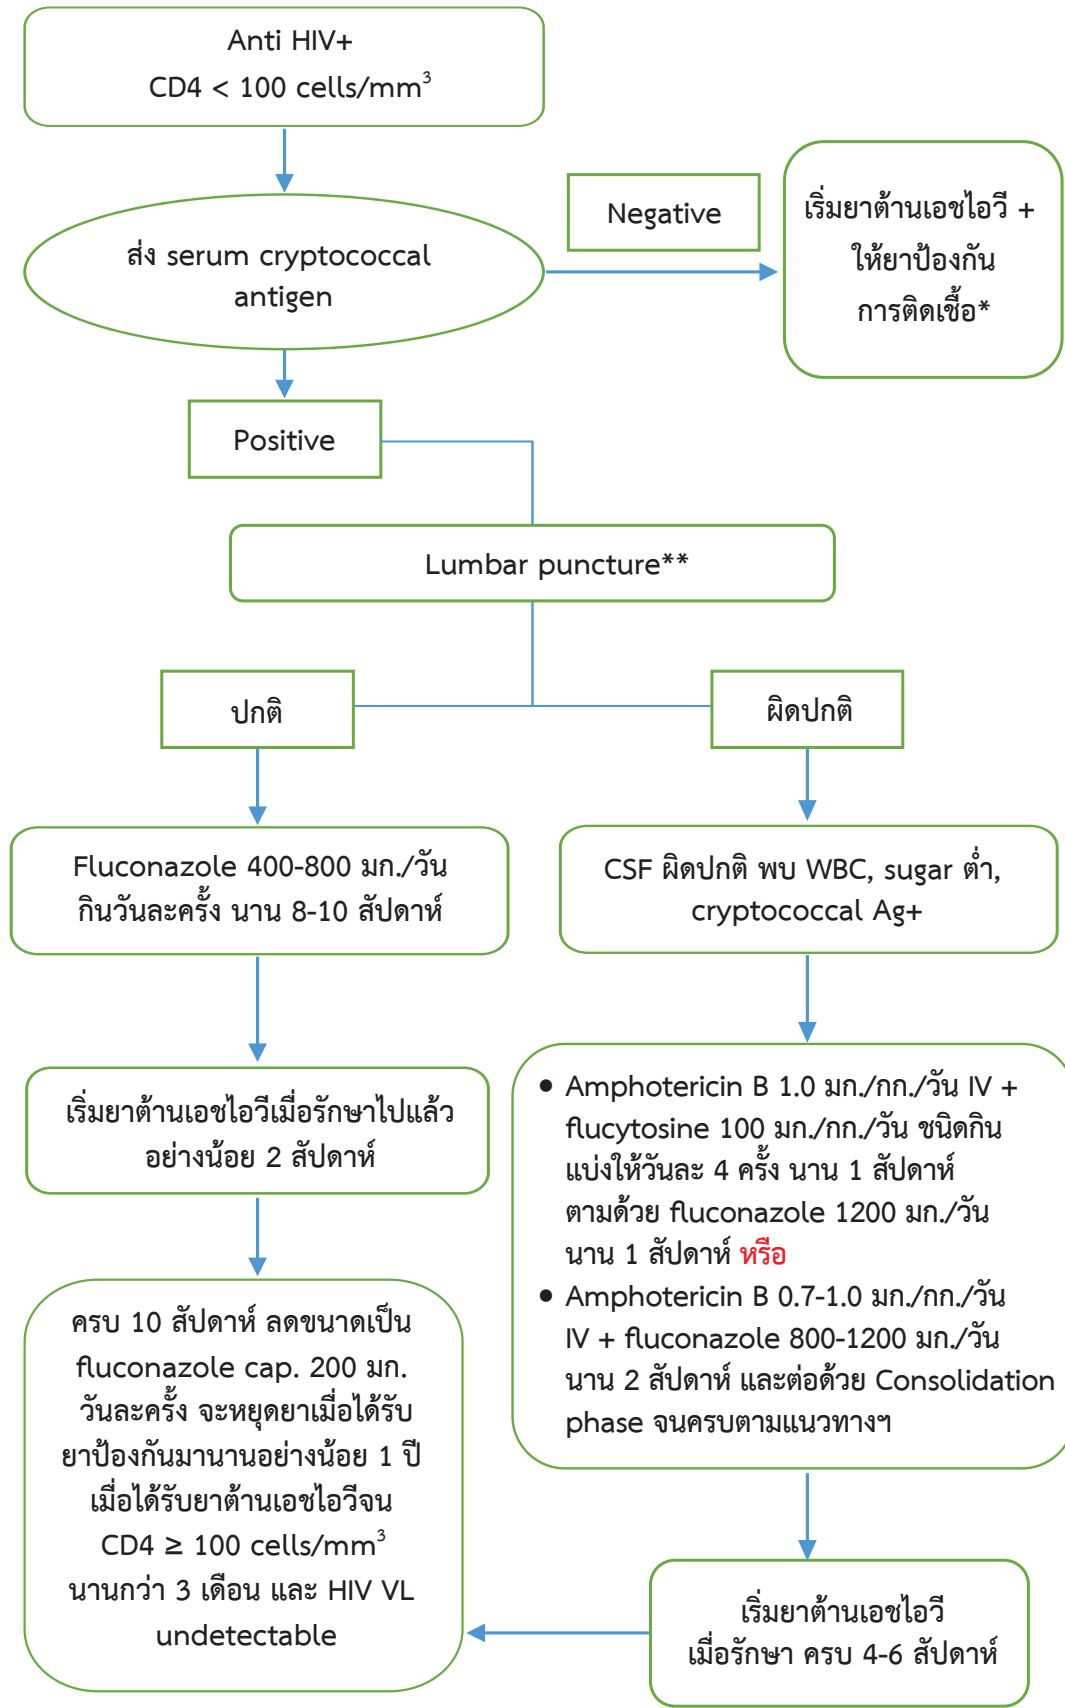 Anti HIV+
CD4 < 100 cells/mm³
ส่ง serum cryptococcal
antigen
Negative
เริ่มยาต้านเอชไอวี +
ให้ยาป้องกัน
การติดเชื้อ*
Positive
Lumbar puncture**
ปกติ
ผิดปกติ
Fluconazole 400-800 มก./วัน
กินวันละครั้ง นาน 8-10 สัปดาห์
CSF ผิดปกติ พบ WBC, sugar ต่ำ,
cryptococcal Ag+
เริ่มยาต้านเอชไอวีเมื่อรักษาไปแล้ว
อย่างน้อย 2 สัปดาห์
• Amphotericin B 1.0 มก./กก./วัน IV +
flucytosine 100 มก./กก./วัน ชนิดกิน
แบ่งให้วันละ 4 ครั้ง นาน 1 สัปดาห์
ตามด้วย fluconazole 1200 มก./วัน
นาน 1 สัปดาห์ หรือ
• Amphotericin B 0.7-1.0 มก./กก./วัน
IV + fluconazole 800-1200 มก./วัน
นาน 2 สัปดาห์ และต่อด้วย Consolidation
phase จนครบตามแนวทางฯ
ครบ 10 สัปดาห์ ลดขนาดเป็น
fluconazole cap. 200 มก.
วันละครั้ง จะหยุดยาเมื่อได้รับ
ยาป้องกันมานานอย่างน้อย 1 ปี
เมื่อได้รับยาต้านเอชไอวีจน
CD4 ≥ 100 cells/mm³
นานกว่า 3 เดือน และ HIV VL
undetectable
เริ่มยาต้านเอชไอวี
เมื่อรักษา ครบ 4-6 สัปดาห์